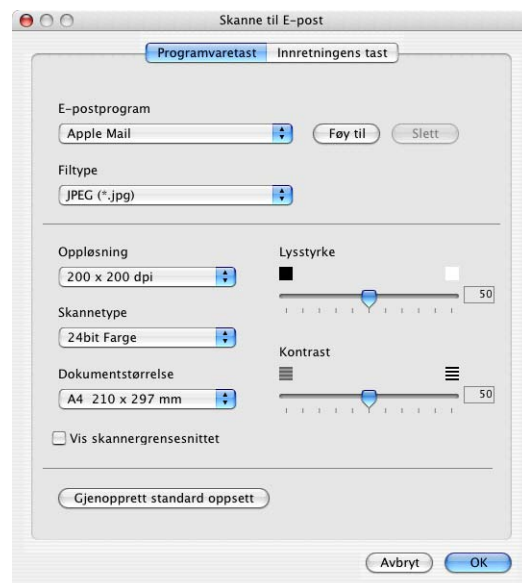 Skanne til E-post
Programvaretast Innretningens tast
E-postprogram
Apple Mail Føy til Slett
Filtype
JPEG (*.jpg)
Oppløsning Lysstyrke
200 x 200 dpi
50
Skannetype
24bit Farge
Kontrast
Dokumentstørrelse
A4 210 x 297 mm 50
Vis skannergrensesnittet
Gjenopprett standard oppsett
Avbryt OK